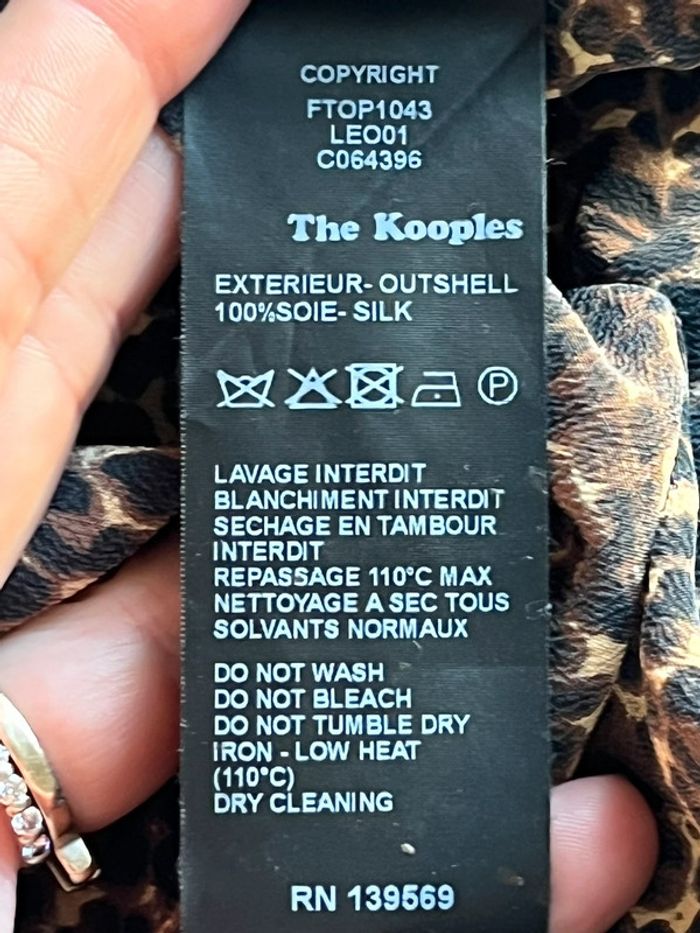 COPYRIGHT
FTOP1043
LEO01
C064396
The Kooples
EXTERIEUR- OUTSHELL
100%SOIE- SILK
P
LAVAGE INTERDIT
BLANCHIMENT INTERDIT
SECHAGE EN TAMBOUR
INTERDIT
REPASSAGE 110°C MAX
NETTOYAGE A SEC TOUS
SOLVANTS NORMAUX
DO NOT WASH
DO NOT BLEACH
DO NOT TUMBLE DRY
IRON - LOW HEAT
(110°C)
DRY CLEANING
RN 139569